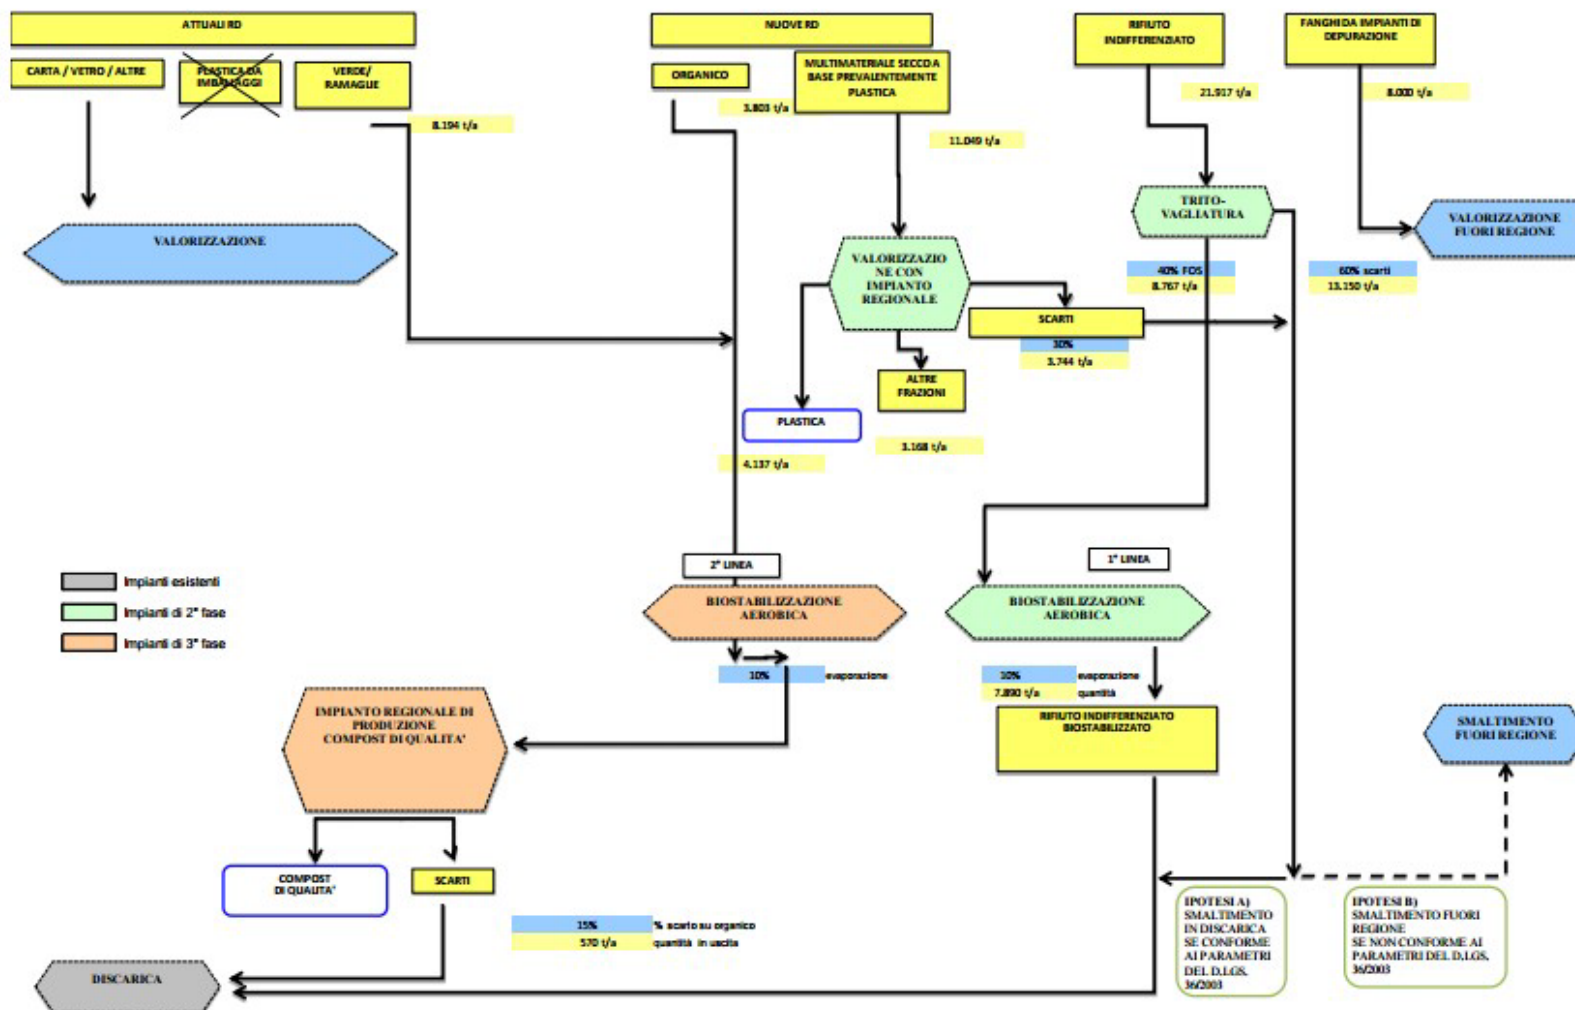 ATTUALI RD
NUOVE RD
RIFIUTO
INDIFFERENZIATO
FANGHI DA IMPIANTI DI
DEPURAZIONE
CARTA / VETRO / ALTRE
PLASTICA DA
IMBALLAGGI
VERDE/
RAMAGLIE
ORGANICO
MULTIMATERIALE SECCO A
BASE PREVALENTEMENTE
PLASTICA
8.194 t/a
3.803 t/a
11.049 t/a
21.917 t/a
8.000 t/a
VALORIZZAZIONE
VALORIZZAZIO
NE CON
IMPIANTO
REGIONALE
TRITO-
VAGLIATURA
VALORIZZAZIONE
FUORI REGIONE
40% FOS
8.767 t/a
60% scarti
13.150 t/a
SCARTI
30%
3.744 t/a
ALTRE
FRAZIONI
PLASTICA
3.168 t/a
4.137 t/a
2° LINEA
1° LINEA
Impianti esistenti
Impianti di 2° fase
Impianti di 3° fase
BIOSTABILIZZAZIONE
AEROBICA
BIOSTABILIZZAZIONE
AEROBICA
10% evaporazione
10% evaporazione
7.890 t/a quantità
IMPIANTO REGIONALE DI
PRODUZIONE
COMPOST DI QUALITA'
RIFIUTO INDIFFERENZIATO
BIOSTABILIZZATO
SMALTIMENTO
FUORI REGIONE
COMPOST
DI QUALITA'
SCARTI
15% % scarto su organico
570 t/a quantità in uscita
IPOTESI A)
SMALTIMENTO
IN DISCARICA
SE CONFORME
AI PARAMETRI
DEL D.LGS.
36/2003
IPOTESI B)
SMALTIMENTO FUORI
REGIONE
SE NON CONFORME AI
PARAMETRI DEL D.LGS.
36/2003
DISCARICA